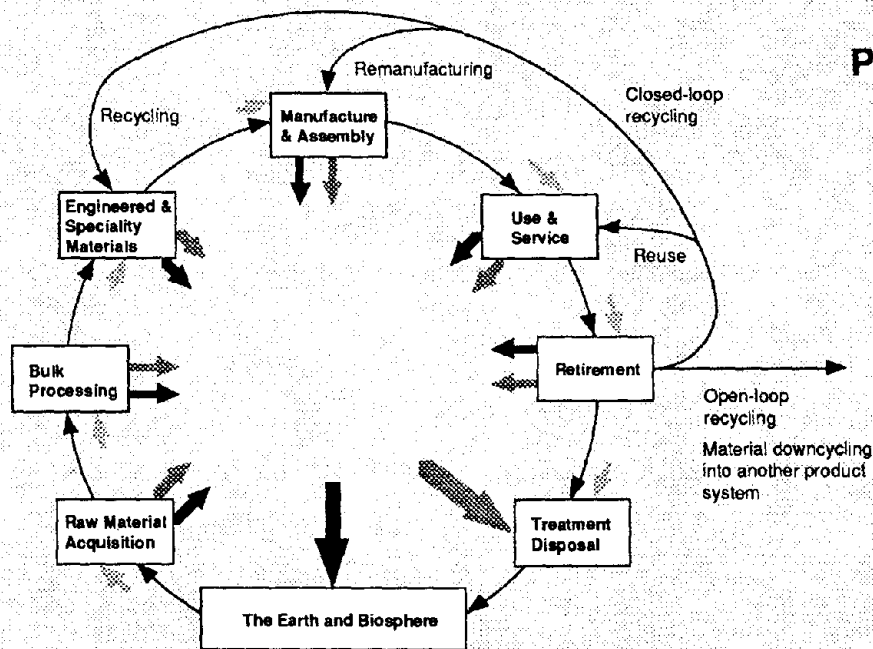 P
Remanufacturing
Closed-loop
recycling
Recycling
Manufacture
& Assembly
Engineered &
Speciality
Materials
Use &
Service
Reuse
Bulk
Processing
Retirement
Open-loop
recycling
Material downcycling
into another product
system
Raw Material
Acquisition
Treatment
Disposal
The Earth and Biosphere